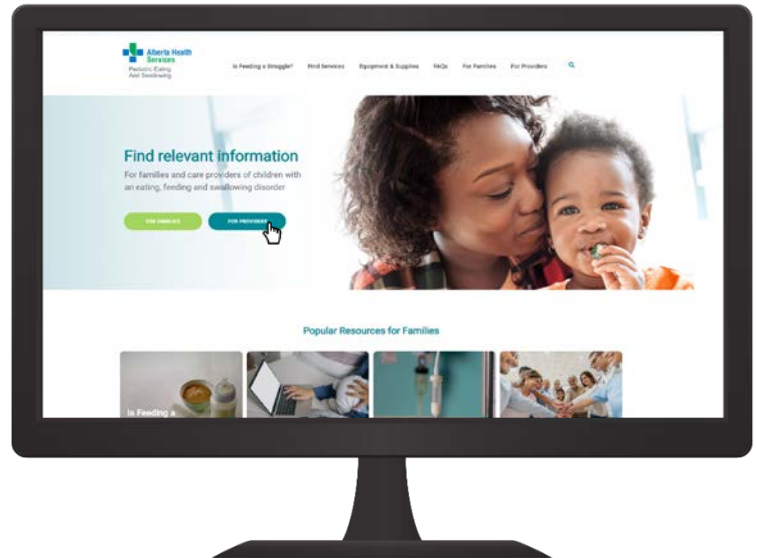 Alberta Health
Services
Pediatric Eating
And Swallowing
Is Feeding a Struggle? Find Services Equipment & Supplies FAQs For Families For Providers
Find relevant information
For families and care providers of children with
an eating, feeding and swallowing disorder
FOR FAMILIES FOR PROVIDERS
Popular Resources for Families
Is Feeding a